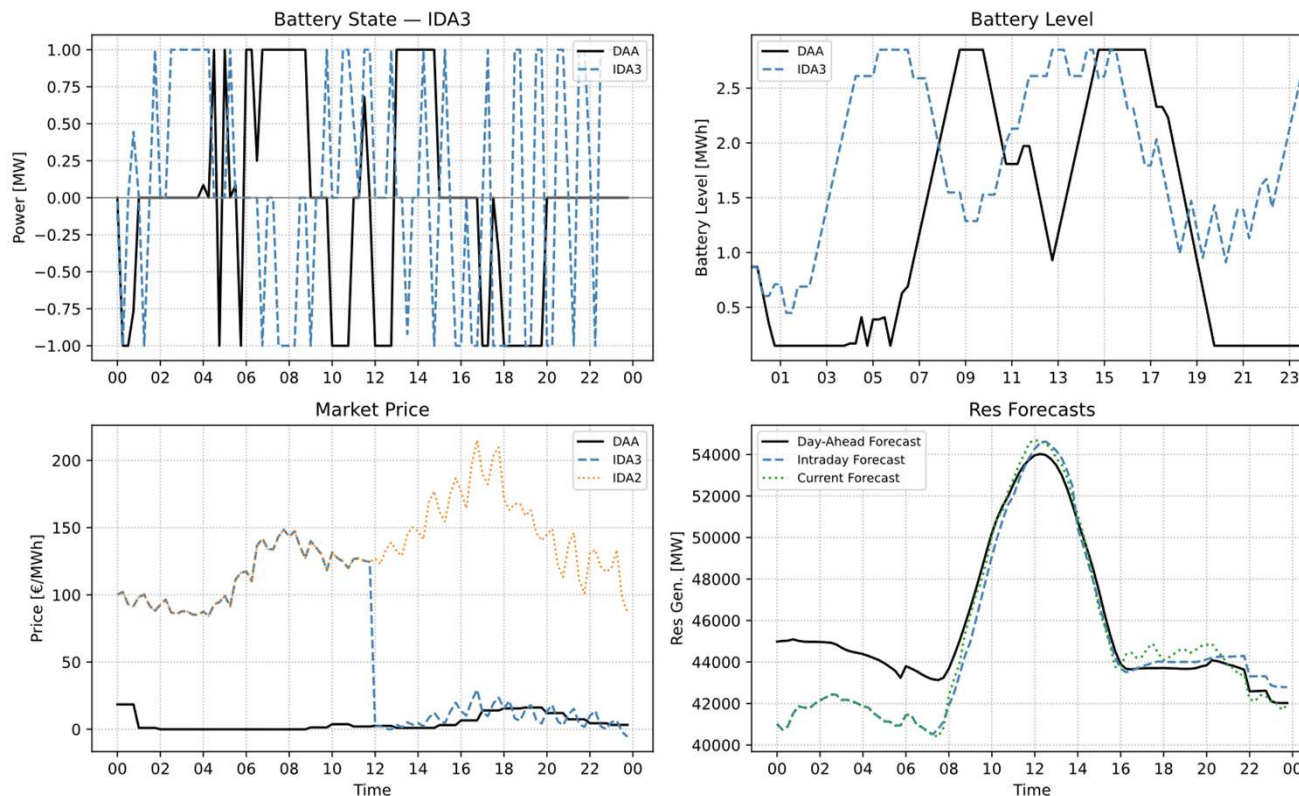 Battery State — IDA3
Power [MW]
1.00
0.75
0.50
0.25
0.00
−0.25
−0.50
−0.75
−1.00
DAA
IDA3
00 02 04 06 08 10 12 14 16 18 20 22 00
Battery Level
Battery Level [MWh]
2.5
2.0
1.5
1.0
0.5
DAA
IDA3
01 03 05 07 09 11 13 15 17 19 21 23
Market Price
Price [€/MWh]
200
150
100
50
0
DAA
IDA3
IDA2
00 02 04 06 08 10 12 14 16 18 20 22 00
Time
Res Forecasts
Res Gen. [MW]
54000
52000
50000
48000
46000
44000
42000
40000
Day-Ahead Forecast
Intraday Forecast
Current Forecast
00 02 04 06 08 10 12 14 16 18 20 22 00
Time